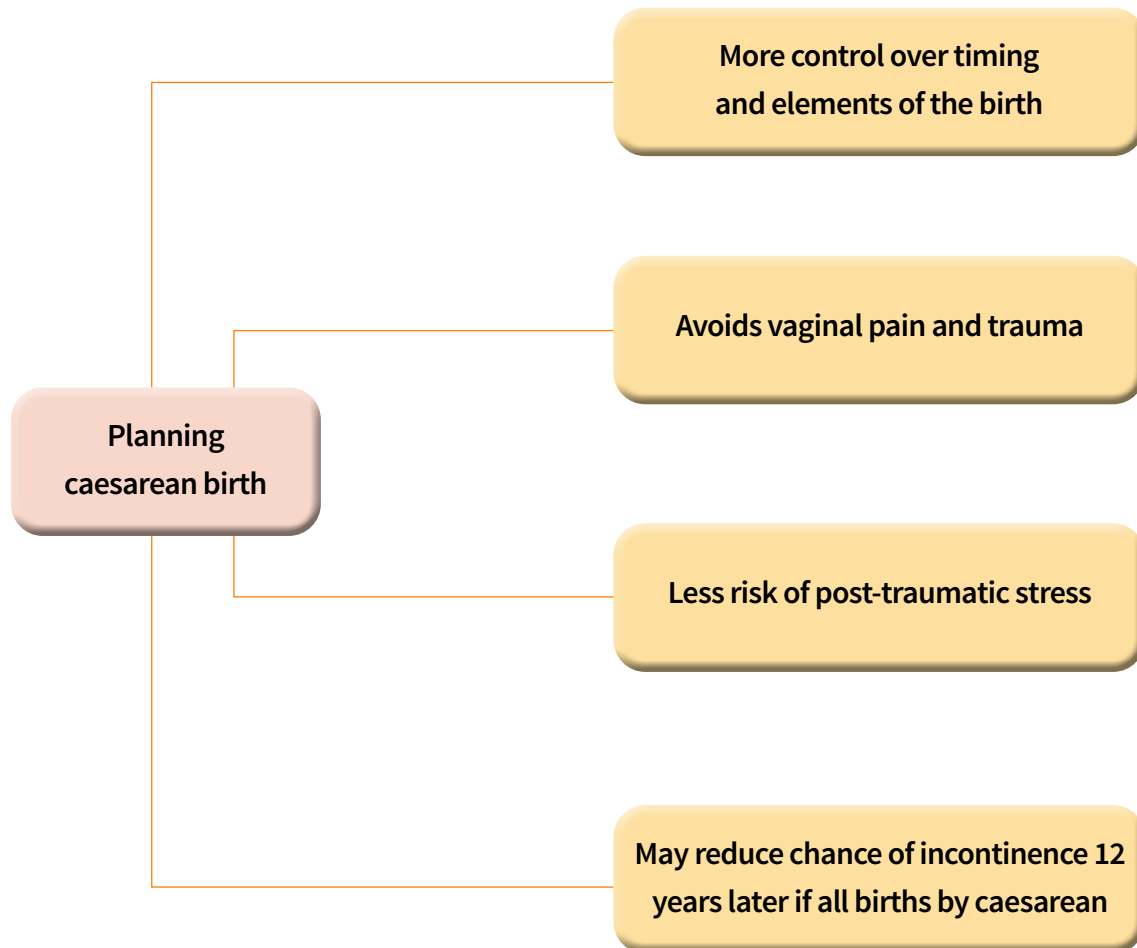 More control over timing
and elements of the birth
Avoids vaginal pain and trauma
Planning
caesarean birth
Less risk of post-traumatic stress
May reduce chance of incontinence 12
years later if all births by caesarean